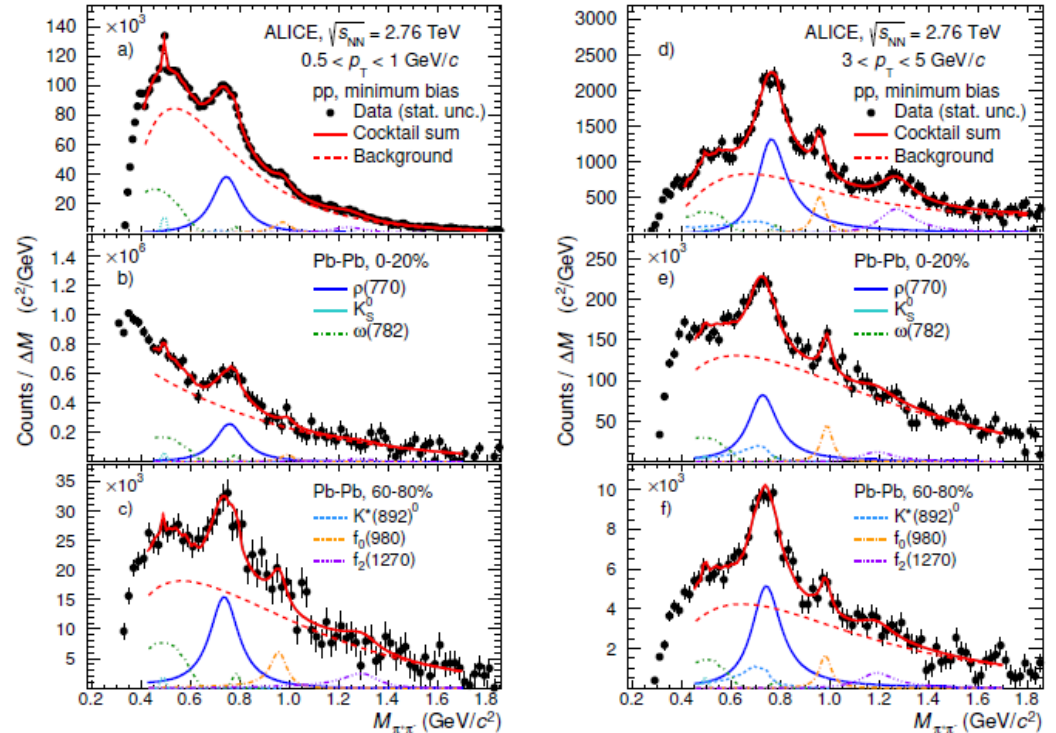 ×10³
a)
ALICE, √s_NN = 2.76 TeV
0.5 < p_T < 1 GeV/c
pp, minimum bias
Data (stat. unc.)
Cocktail sum
Background
140
120
100
80
60
40
20
×10⁶
b)
Pb-Pb, 0-20%
ρ(770)
K⁰_S
ω(782)
1.4
1.2
1.0
0.8
0.6
0.4
0.2
Counts / ΔM (c²/GeV)
×10³
c)
Pb-Pb, 60-80%
K*(892)⁰
f₀(980)
f₂(1270)
35
30
25
20
15
10
5
0.2 0.4 0.6 0.8 1.0 1.2 1.4 1.6 1.8
M_π⁺π⁻ (GeV/c²)
d)
ALICE, √s_NN = 2.76 TeV
3 < p_T < 5 GeV/c
pp, minimum bias
Data (stat. unc.)
Cocktail sum
Background
3000
2500
2000
1500
1000
500
×10³
e)
Pb-Pb, 0-20%
ρ(770)
K⁰_S
ω(782)
250
200
150
100
50
Counts / ΔM (c²/GeV)
×10³
f)
Pb-Pb, 60-80%
K*(892)⁰
f₀(980)
f₂(1270)
10
8
6
4
2
0.2 0.4 0.6 0.8 1.0 1.2 1.4 1.6 1.8
M_π⁺π⁻ (GeV/c²)